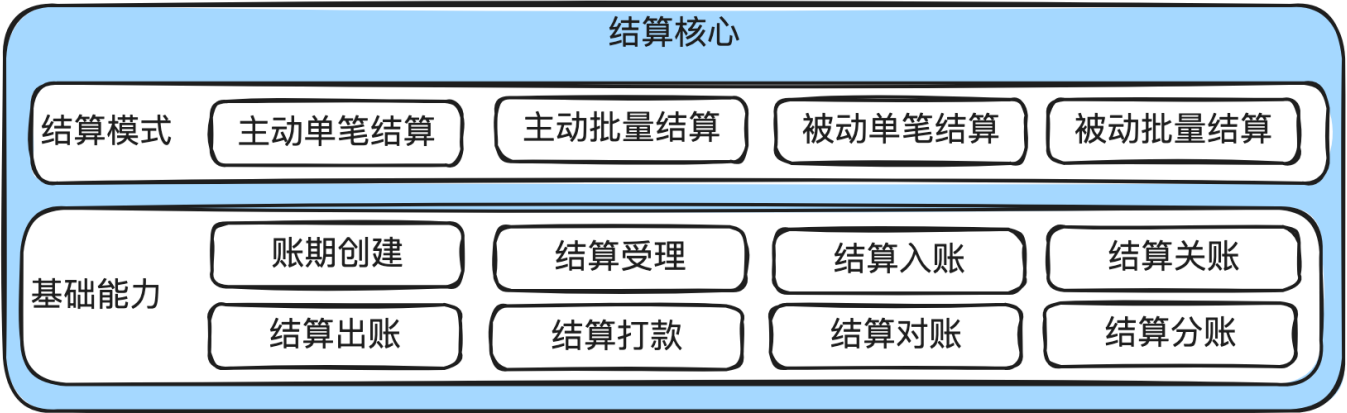 结算核心
结算模式 主动单笔结算 主动批量结算 被动单笔结算 被动批量结算
基础能力
账期创建 结算受理 结算入账 结算关账
结算出账 结算打款 结算对账 结算分账